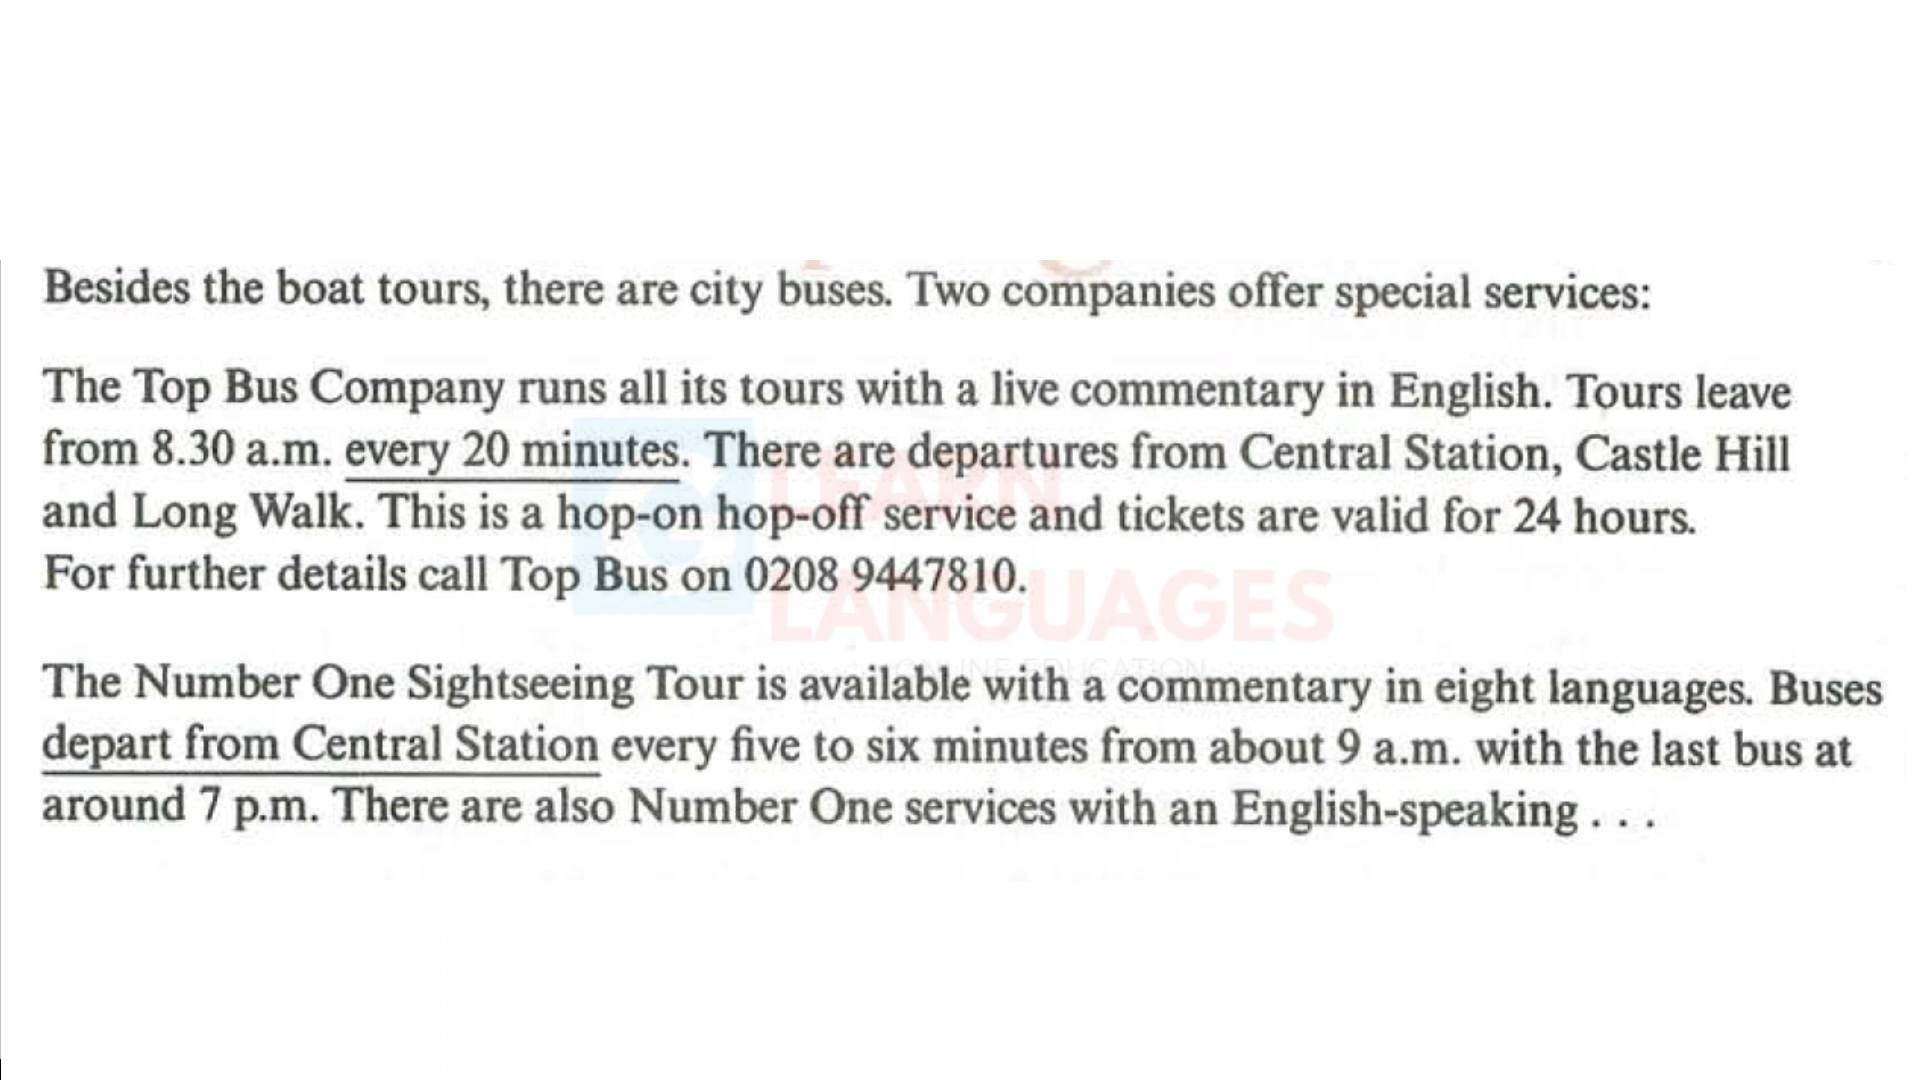 Besides the boat tours, there are city buses. Two companies offer special services:
The Top Bus Company runs all its tours with a live commentary in English. Tours leave
from 8.30 a.m. every 20 minutes. There are departures from Central Station, Castle Hill
and Long Walk. This is a hop-on hop-off service and tickets are valid for 24 hours.
For further details call Top Bus on 0208 9447810.
LEARN
LANGUAGES
ONLINE EDUCATION
The Number One Sightseeing Tour is available with a commentary in eight languages. Buses
depart from Central Station every five to six minutes from about 9 a.m. with the last bus at
around 7 p.m. There are also Number One services with an English-speaking . . .